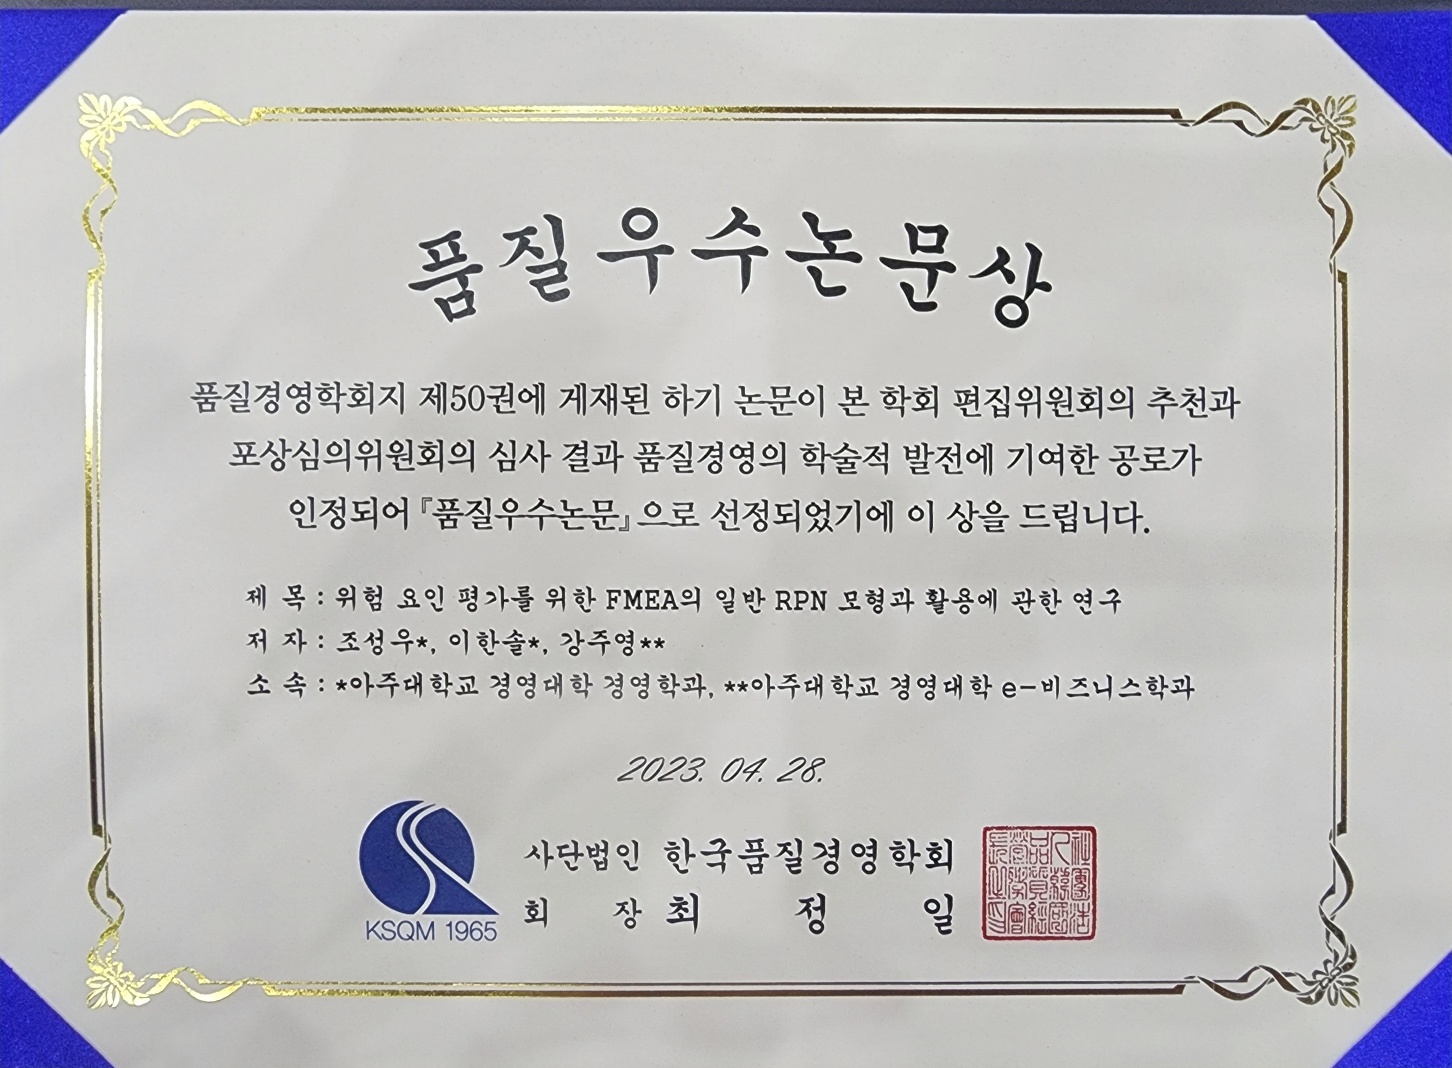 품질우수논문상
품질경영학회지 제50권에 게재된 하기 논문이 본 학회 편집위원회의 추천과
포상심의위원회의 심사 결과 품질경영의 학술적 발전에 기여한 공로가
인정되어 『품질우수논문』으로 선정되었기에 이 상을 드립니다.
제 목 : 위험 요인 평가를 위한 FMEA의 일반 RPN 모형과 활용에 관한 연구
저 자 : 조성우*, 이한솔*, 강주영**
소 속 : *아주대학교 경영대학 경영학과, **아주대학교 경영대학 e-비즈니스학과
2023. 04. 28.
사단법인 한국품질경영학회
회 장 최 정 일
KSQM 1965